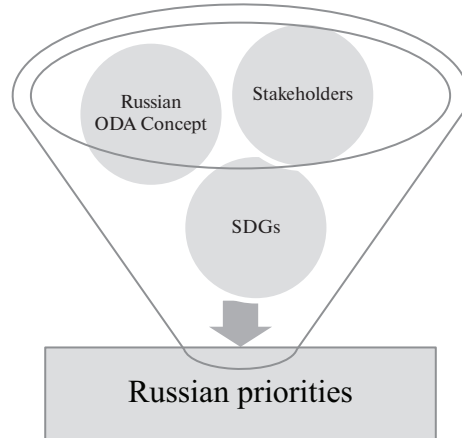 Russian
ODA Concept
Stakeholders
SDGs
Russian priorities